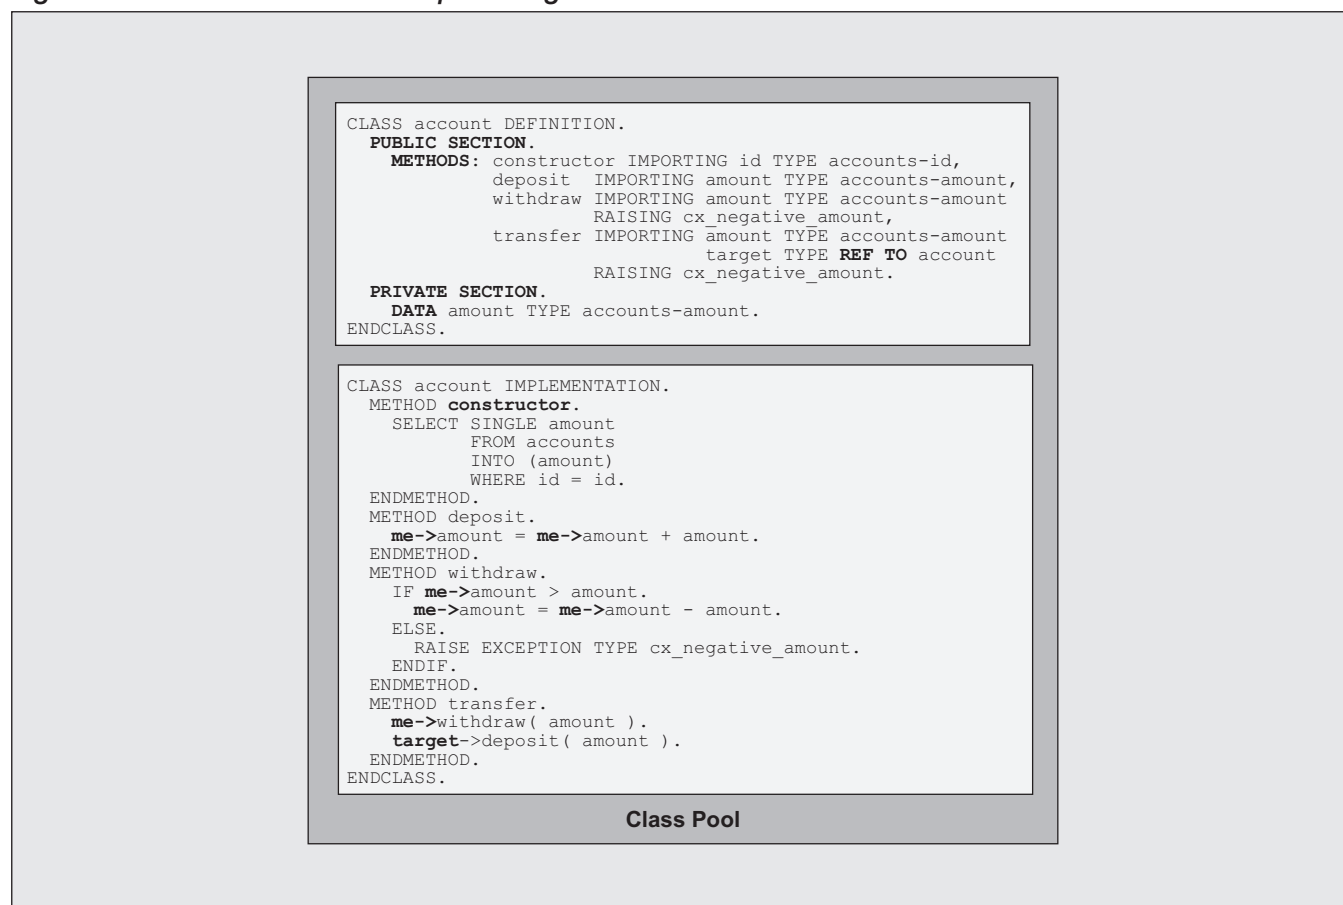 CLASS account DEFINITION.
  PUBLIC SECTION.
    METHODS: constructor IMPORTING id TYPE accounts-id,
             deposit  IMPORTING amount TYPE accounts-amount,
             withdraw IMPORTING amount TYPE accounts-amount
                      RAISING cx_negative_amount,
             transfer IMPORTING amount TYPE accounts-amount
                                target TYPE REF TO account
                      RAISING cx_negative_amount.
  PRIVATE SECTION.
    DATA amount TYPE accounts-amount.
ENDCLASS.
CLASS account IMPLEMENTATION.
  METHOD constructor.
    SELECT SINGLE amount
           FROM accounts
           INTO (amount)
           WHERE id = id.
  ENDMETHOD.
  METHOD deposit.
    me->amount = me->amount + amount.
  ENDMETHOD.
  METHOD withdraw.
    IF me->amount > amount.
      me->amount = me->amount - amount.
    ELSE.
      RAISE EXCEPTION TYPE cx_negative_amount.
    ENDIF.
  ENDMETHOD.
  METHOD transfer.
    me->withdraw( amount ).
    target->deposit( amount ).
  ENDMETHOD.
ENDCLASS.
Class Pool